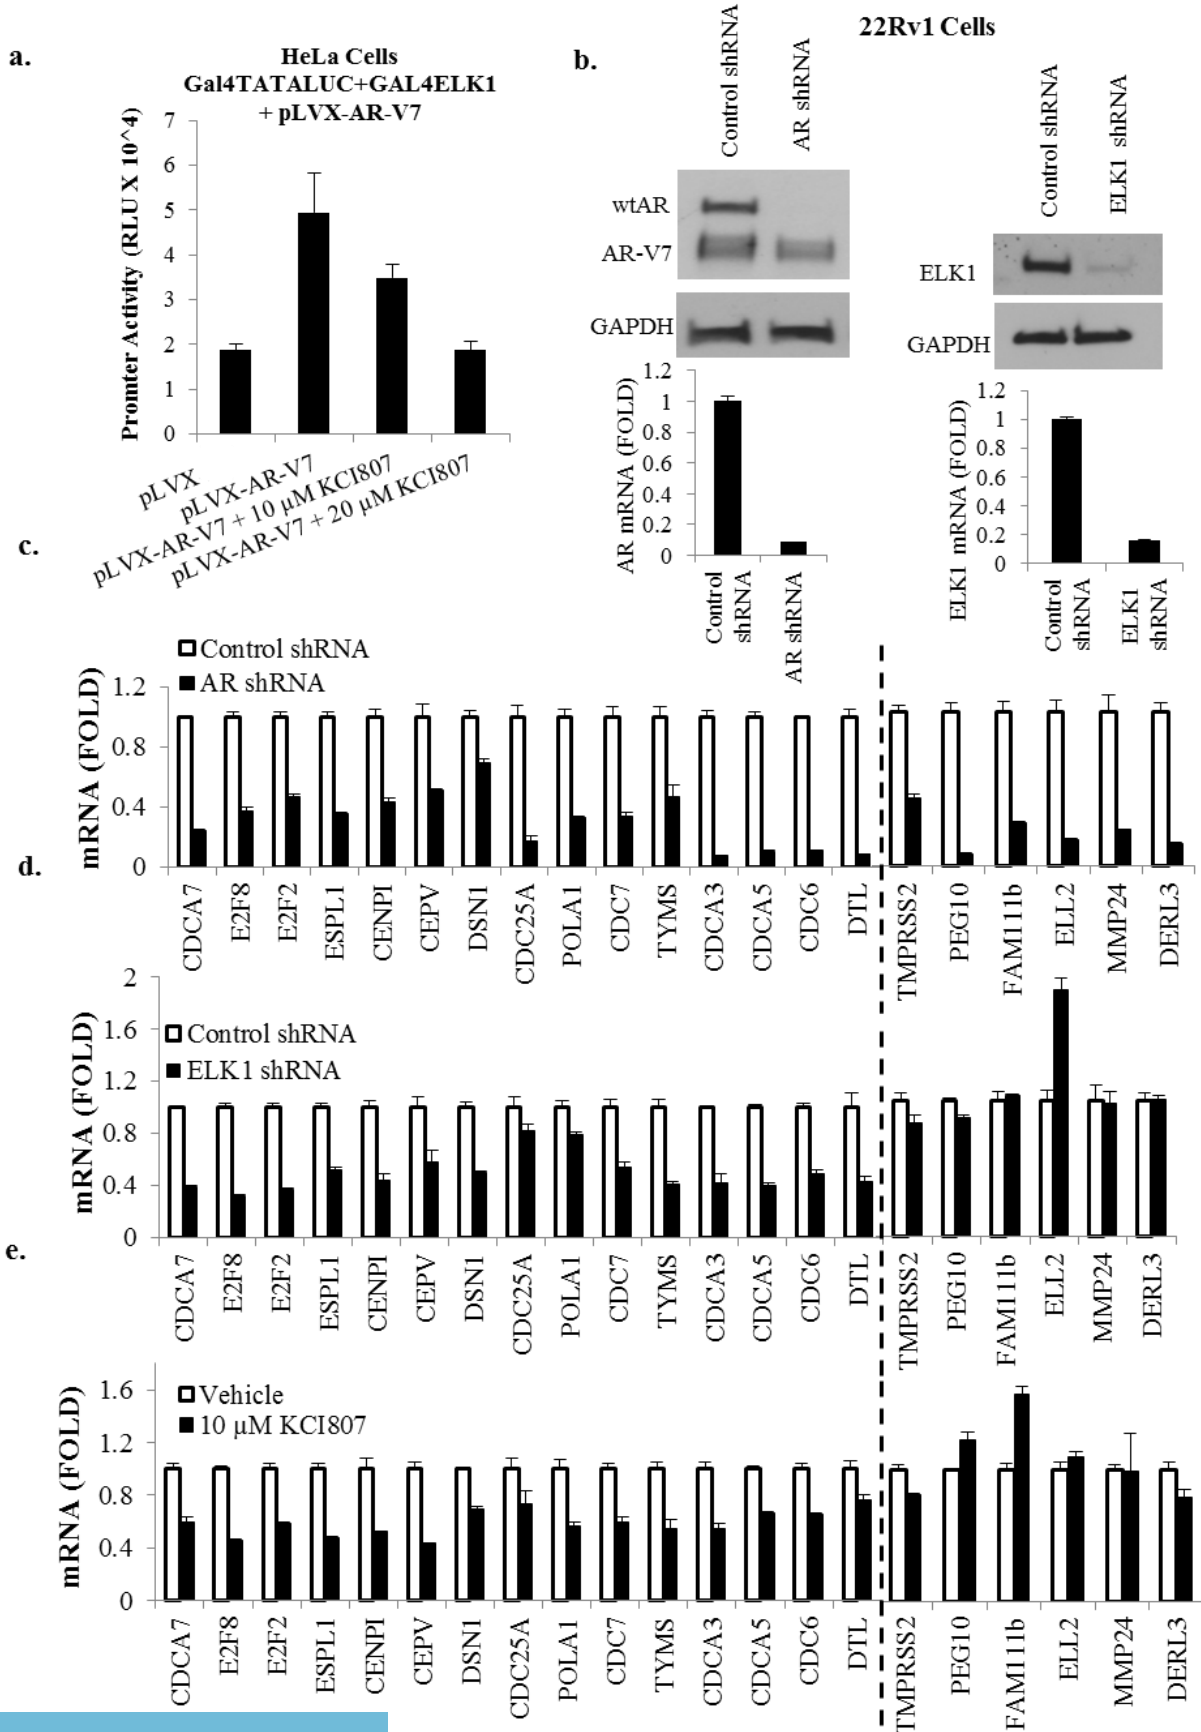 a.
HeLa Cells
Gal4TATALUC+GAL4ELK1
+ pLVX-AR-V7
Promter Activity (RLU X 10^4)
7
6
5
4
3
2
1
0
pLVX
pLVX-AR-V7
pLVX-AR-V7 + 10 µM KCI807
pLVX-AR-V7 + 20 µM KCI807
b.
22Rv1 Cells
Control shRNA
AR shRNA
wtAR
AR-V7
GAPDH
AR mRNA (FOLD)
1.2
1
0.8
0.6
0.4
0.2
0
Control
shRNA
AR shRNA
Control shRNA
ELK1 shRNA
ELK1
GAPDH
ELK1 mRNA (FOLD)
1.2
1
0.8
0.6
0.4
0.2
0
Control
shRNA
ELK1
shRNA
c.
Control shRNA
AR shRNA
mRNA (FOLD)
1.2
0.8
0.4
0
CDCA7
E2F8
E2F2
ESPL1
CENPI
CEPV
DSN1
CDC25A
POLA1
CDC7
TYMS
CDCA3
CDCA5
CDC6
DTL
TMPRSS2
PEG10
FAM111b
ELL2
MMP24
DERL3
d.
Control shRNA
ELK1 shRNA
mRNA (FOLD)
2
1.6
1.2
0.8
0.4
0
CDCA7
E2F8
E2F2
ESPL1
CENPI
CEPV
DSN1
CDC25A
POLA1
CDC7
TYMS
CDCA3
CDCA5
CDC6
DTL
TMPRSS2
PEG10
FAM111b
ELL2
MMP24
DERL3
e.
Vehicle
10 µM KCI807
mRNA (FOLD)
1.6
1.2
0.8
0.4
0
CDCA7
E2F8
E2F2
ESPL1
CENPI
CEPV
DSN1
CDC25A
POLA1
CDC7
TYMS
CDCA3
CDCA5
CDC6
DTL
TMPRSS2
PEG10
FAM111b
ELL2
MMP24
DERL3